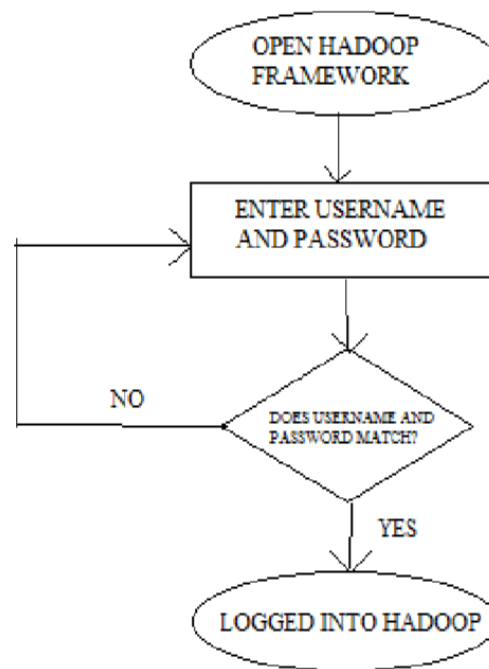 OPEN HADOOP
FRAMEWORK
ENTER USERNAME
AND PASSWORD
NO
DOES USERNAME AND
PASSWORD MATCH?
YES
LOGGED INTO HADOOP